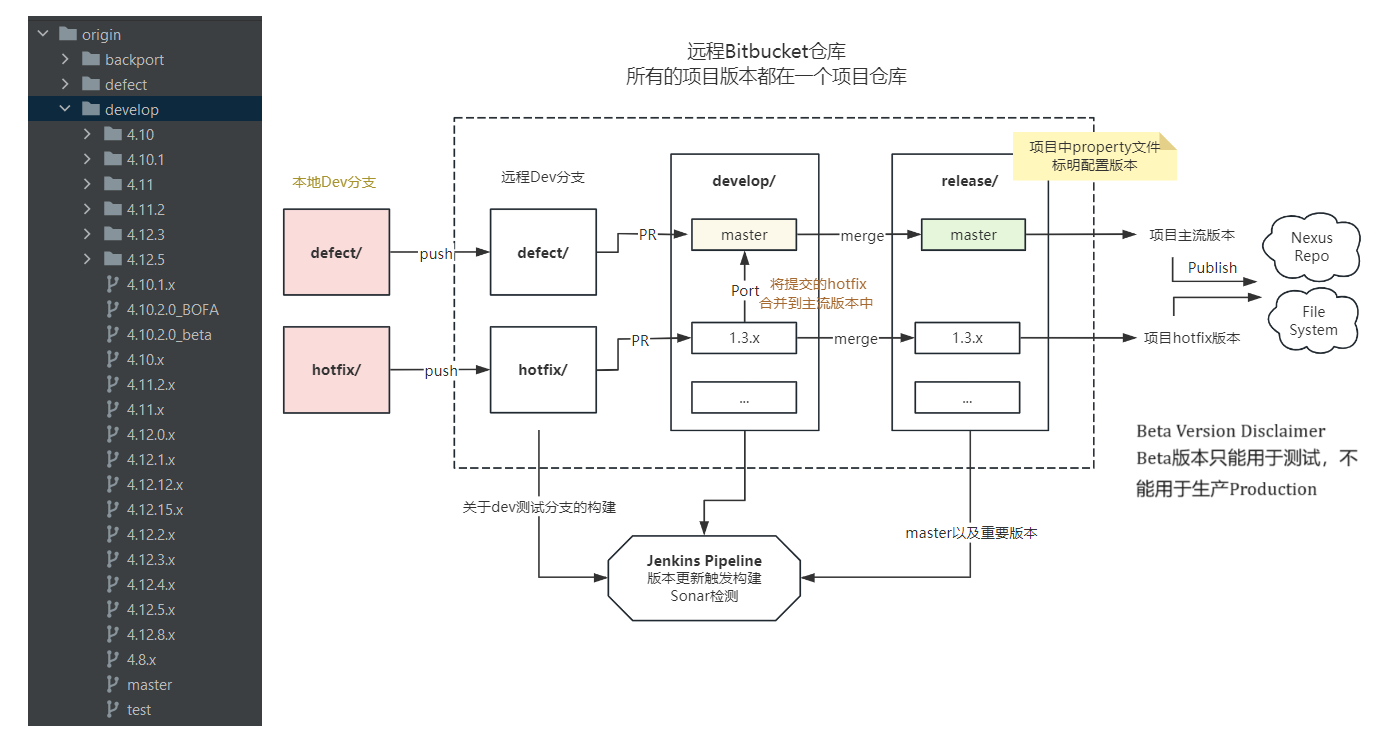 origin
backport
defect
develop
4.10
4.10.1
4.11
4.11.2
4.12.3
4.12.5
4.10.1.x
4.10.2.0_BOFA
4.10.2.0_beta
4.10.x
4.11.2.x
4.11.x
4.12.0.x
4.12.1.x
4.12.12.x
4.12.15.x
4.12.2.x
4.12.3.x
4.12.4.x
4.12.5.x
4.12.8.x
4.8.x
master
test
远程Bitbucket仓库
所有的项目版本都在一个项目仓库
项目中property文件
标明配置版本
本地Dev分支
远程Dev分支
develop/
release/
defect/
push
defect/
PR
master
merge
master
项目主流版本
Nexus
Repo
Publish
Port
将提交的hotfix
合并到主流版本中
File
System
hotfix/
push
hotfix/
PR
1.3.x
merge
1.3.x
项目hotfix版本
...
...
Beta Version Disclaimer
Beta版本只能用于测试，不
能用于生产Production
关于dev测试分支的构建
master以及重要版本
Jenkins Pipeline
版本更新触发构建
Sonar检测